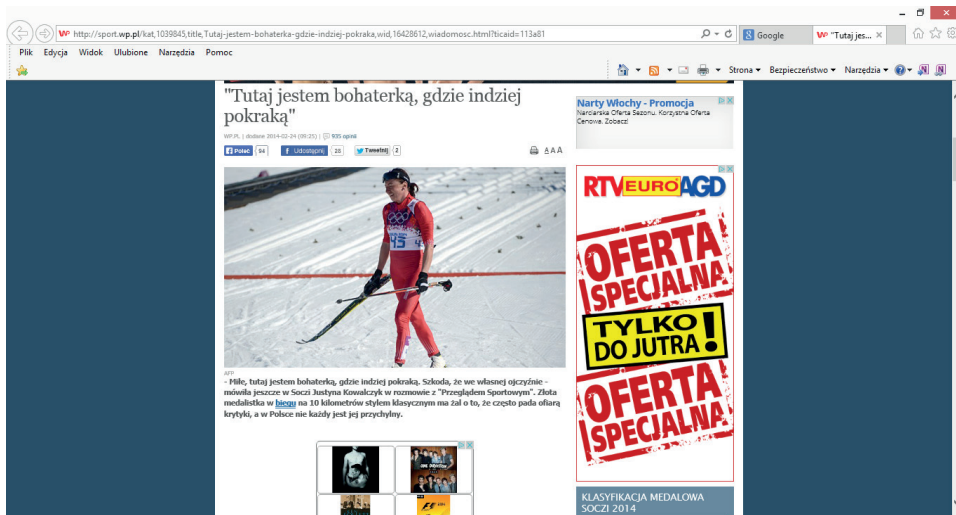 http://sport.wp.pl/kat,1039845,title,Tutaj-jestem-bohaterka-gdzie-indziej-pokraka,wid,16428612,wiadomosc.html?ticaid=113a81
Google
WP "Tutaj jes...
Plik Edycja Widok Ulubione Narzędzia Pomoc
Strona Bezpieczeństwo Narzędzia
"Tutaj jestem bohaterką, gdzie indziej
pokraką"
WP.PL | dodane 2014-02-24 (09:25) | 935 opinii
Poleć 94 Udostępnij 28 Tweetnij 2
A A A
45
AFP
- Miłe, tutaj jestem bohaterką, gdzie indziej pokraką. Szkoda, że we własnej ojczyźnie -
mówiła jeszcze w Soczi Justyna Kowalczyk w rozmowie z "Przeglądem Sportowym". Złota
medalistka w biegu na 10 kilometrów stylem klasycznym ma żal o to, że często pada ofiarą
krytyki, a w Polsce nie każdy jest jej przychylny.
Narty Włochy - Promocja
Narciarska Oferta Sezonu. Korzystna Oferta
Cenowa. Zobacz!
RTV EURO AGD
OFERTA
SPECJALNA
TYLKO
DO JUTRA!
OFERTA
SPECJALNA
KLASYFIKACJA MEDALOWA
SOCZI 2014